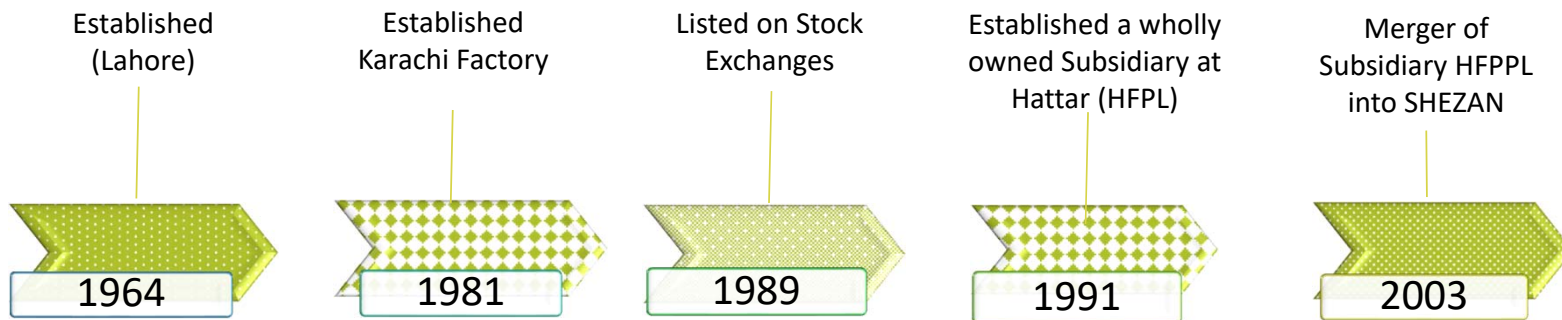 Established
(Lahore)
1964
Established
Karachi Factory
1981
Listed on Stock
Exchanges
1989
Established a wholly
owned Subsidiary at
Hattar (HFPL)
1991
Merger of
Subsidiary HFPPL
into SHEZAN
2003